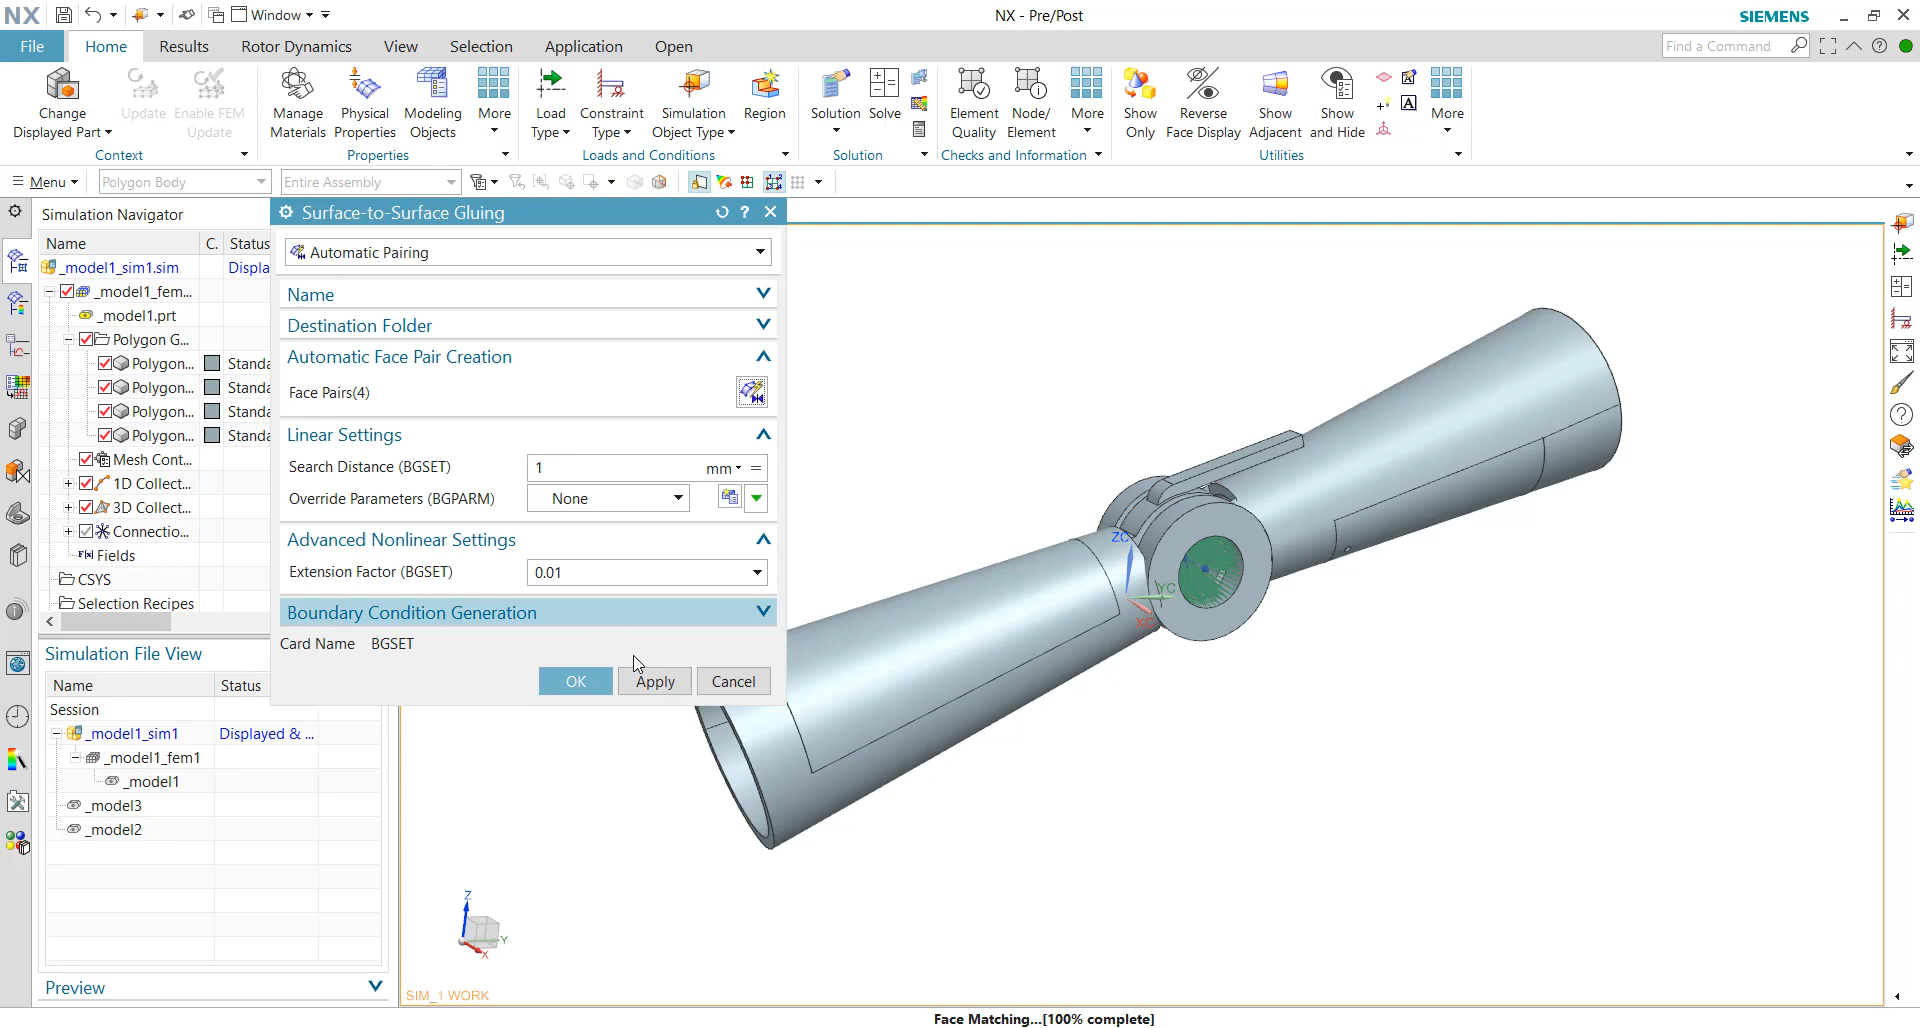 NX
Window
NX - Pre/Post
SIEMENS
File
Home
Results
Rotor Dynamics
View
Selection
Application
Open
Find a Command
Change
Displayed Part
Update
Enable FEM
Update
Context
Manage
Materials
Physical
Properties
Modeling
Objects
More
Properties
Load
Type
Constraint
Type
Simulation
Object Type
Region
Loads and Conditions
Solution
Solve
Solution
Element
Quality
Node/
Element
More
Checks and Information
Show
Only
Reverse
Face Display
Show
Adjacent
Show
and Hide
More
Utilities
Menu
Polygon Body
Entire Assembly
Simulation Navigator
Name
C.
Status
_model1_sim1.sim
Displa
_model1_fem...
_model1.prt
Polygon G...
Polygon...
Standa
Polygon...
Standa
Polygon...
Standa
Polygon...
Standa
Mesh Cont...
1D Collect...
3D Collect...
Connectio...
Fields
CSYS
Selection Recipes
Simulation File View
Name
Status
Session
_model1_sim1
Displayed & ...
_model1_fem1
_model1
_model3
_model2
Preview
Surface-to-Surface Gluing
Automatic Pairing
Name
Destination Folder
Automatic Face Pair Creation
Face Pairs(4)
Linear Settings
Search Distance (BGSET)
1
mm
Override Parameters (BGPARM)
None
Advanced Nonlinear Settings
Extension Factor (BGSET)
0.01
Boundary Condition Generation
Card Name BGSET
OK
Apply
Cancel
ZC
YC
XC
Z
Y
X
SIM_1 WORK
Face Matching...[100% complete]